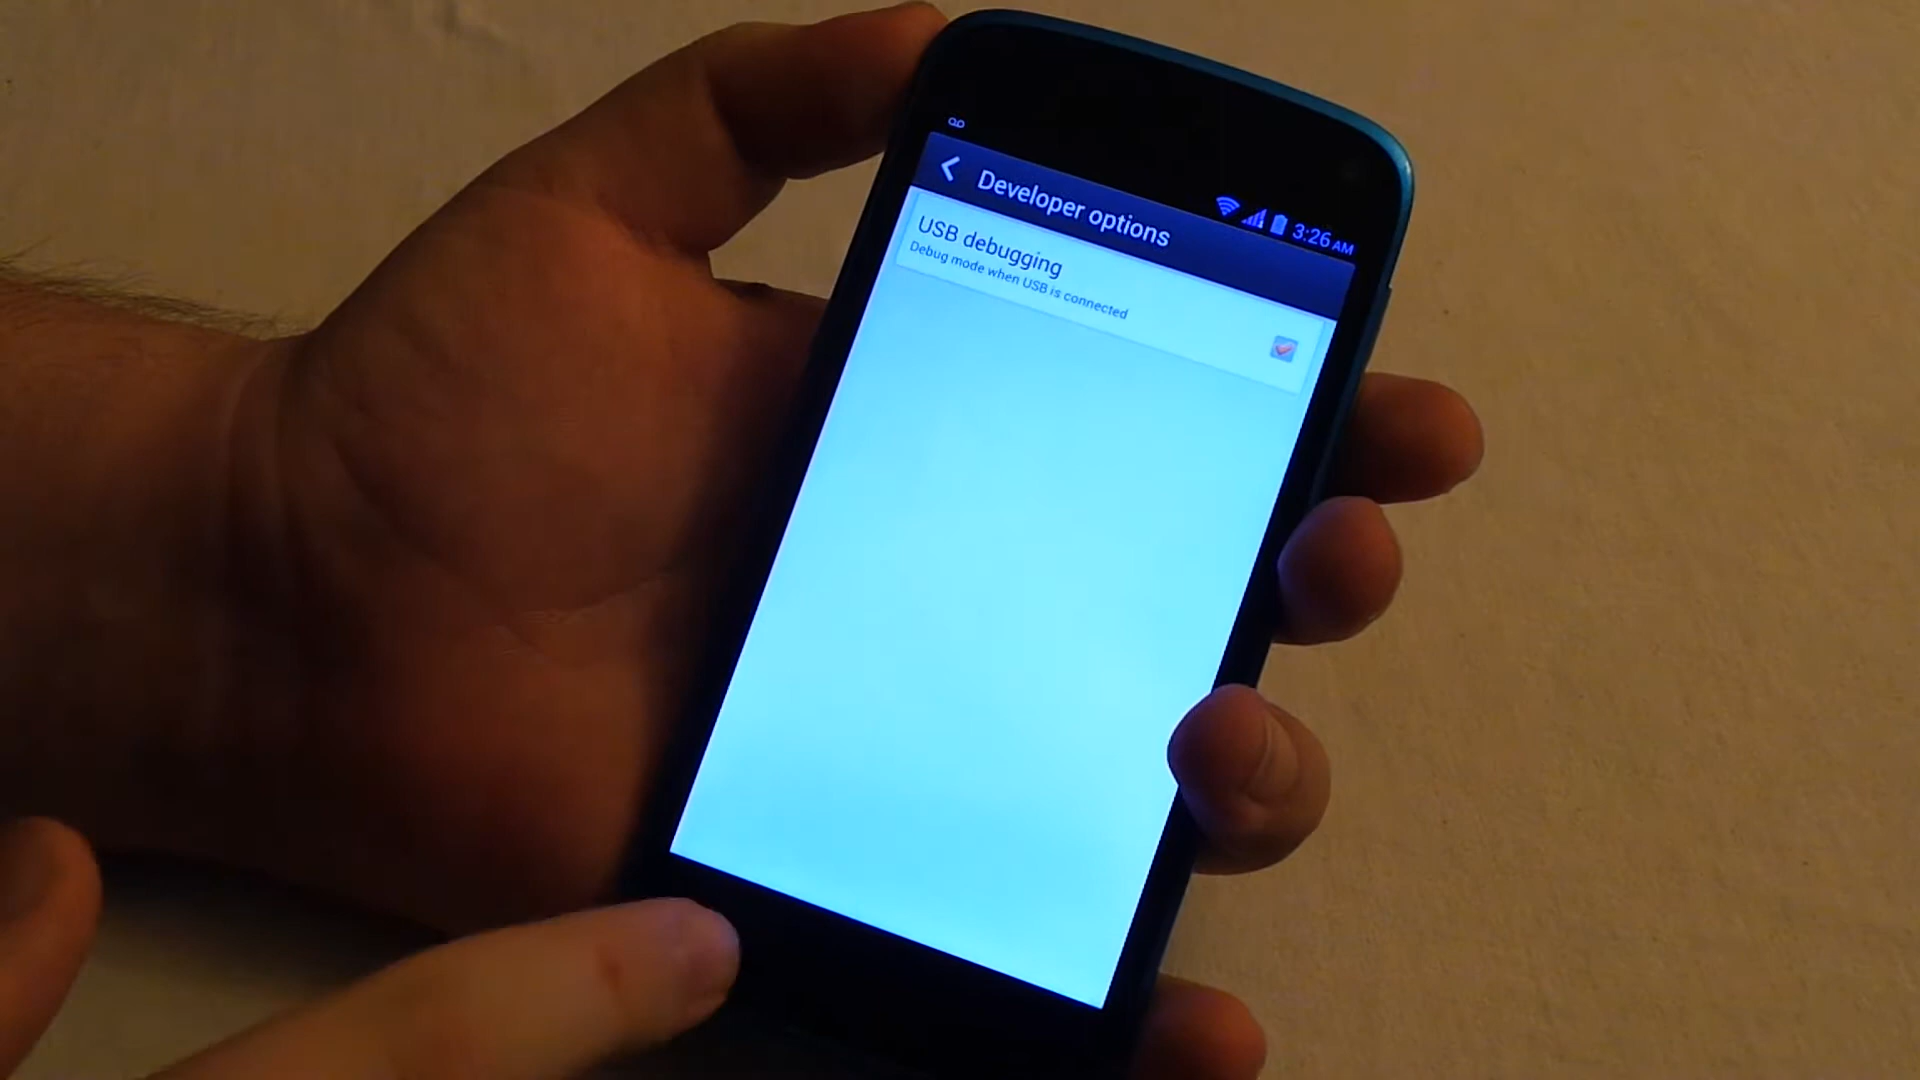 3:26 AM
Developer options
USB debugging
Debug mode when USB is connected